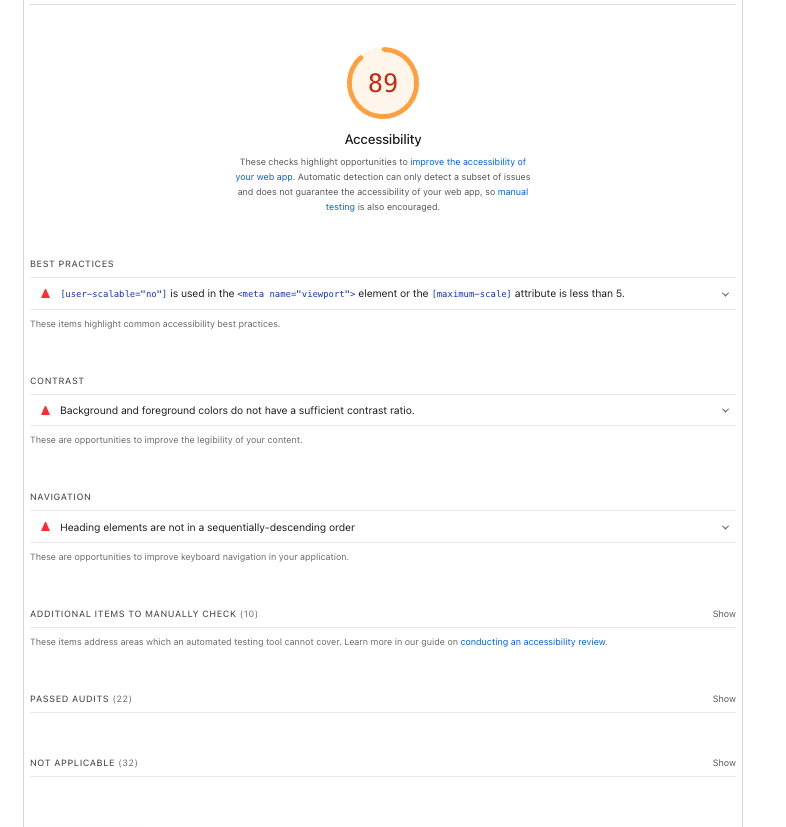 89
Accessibility
These checks highlight opportunities to improve the accessibility of
your web app. Automatic detection can only detect a subset of issues
and does not guarantee the accessibility of your web app, so manual
testing is also encouraged.
BEST PRACTICES
[user-scalable="no"] is used in the <meta name="viewport"> element or the [maximum-scale] attribute is less than 5.
These items highlight common accessibility best practices.
CONTRAST
Background and foreground colors do not have a sufficient contrast ratio.
These are opportunities to improve the legibility of your content.
NAVIGATION
Heading elements are not in a sequentially-descending order
These are opportunities to improve keyboard navigation in your application.
ADDITIONAL ITEMS TO MANUALLY CHECK (10) Show
These items address areas which an automated testing tool cannot cover. Learn more in our guide on conducting an accessibility review.
PASSED AUDITS (22) Show
NOT APPLICABLE (32) Show